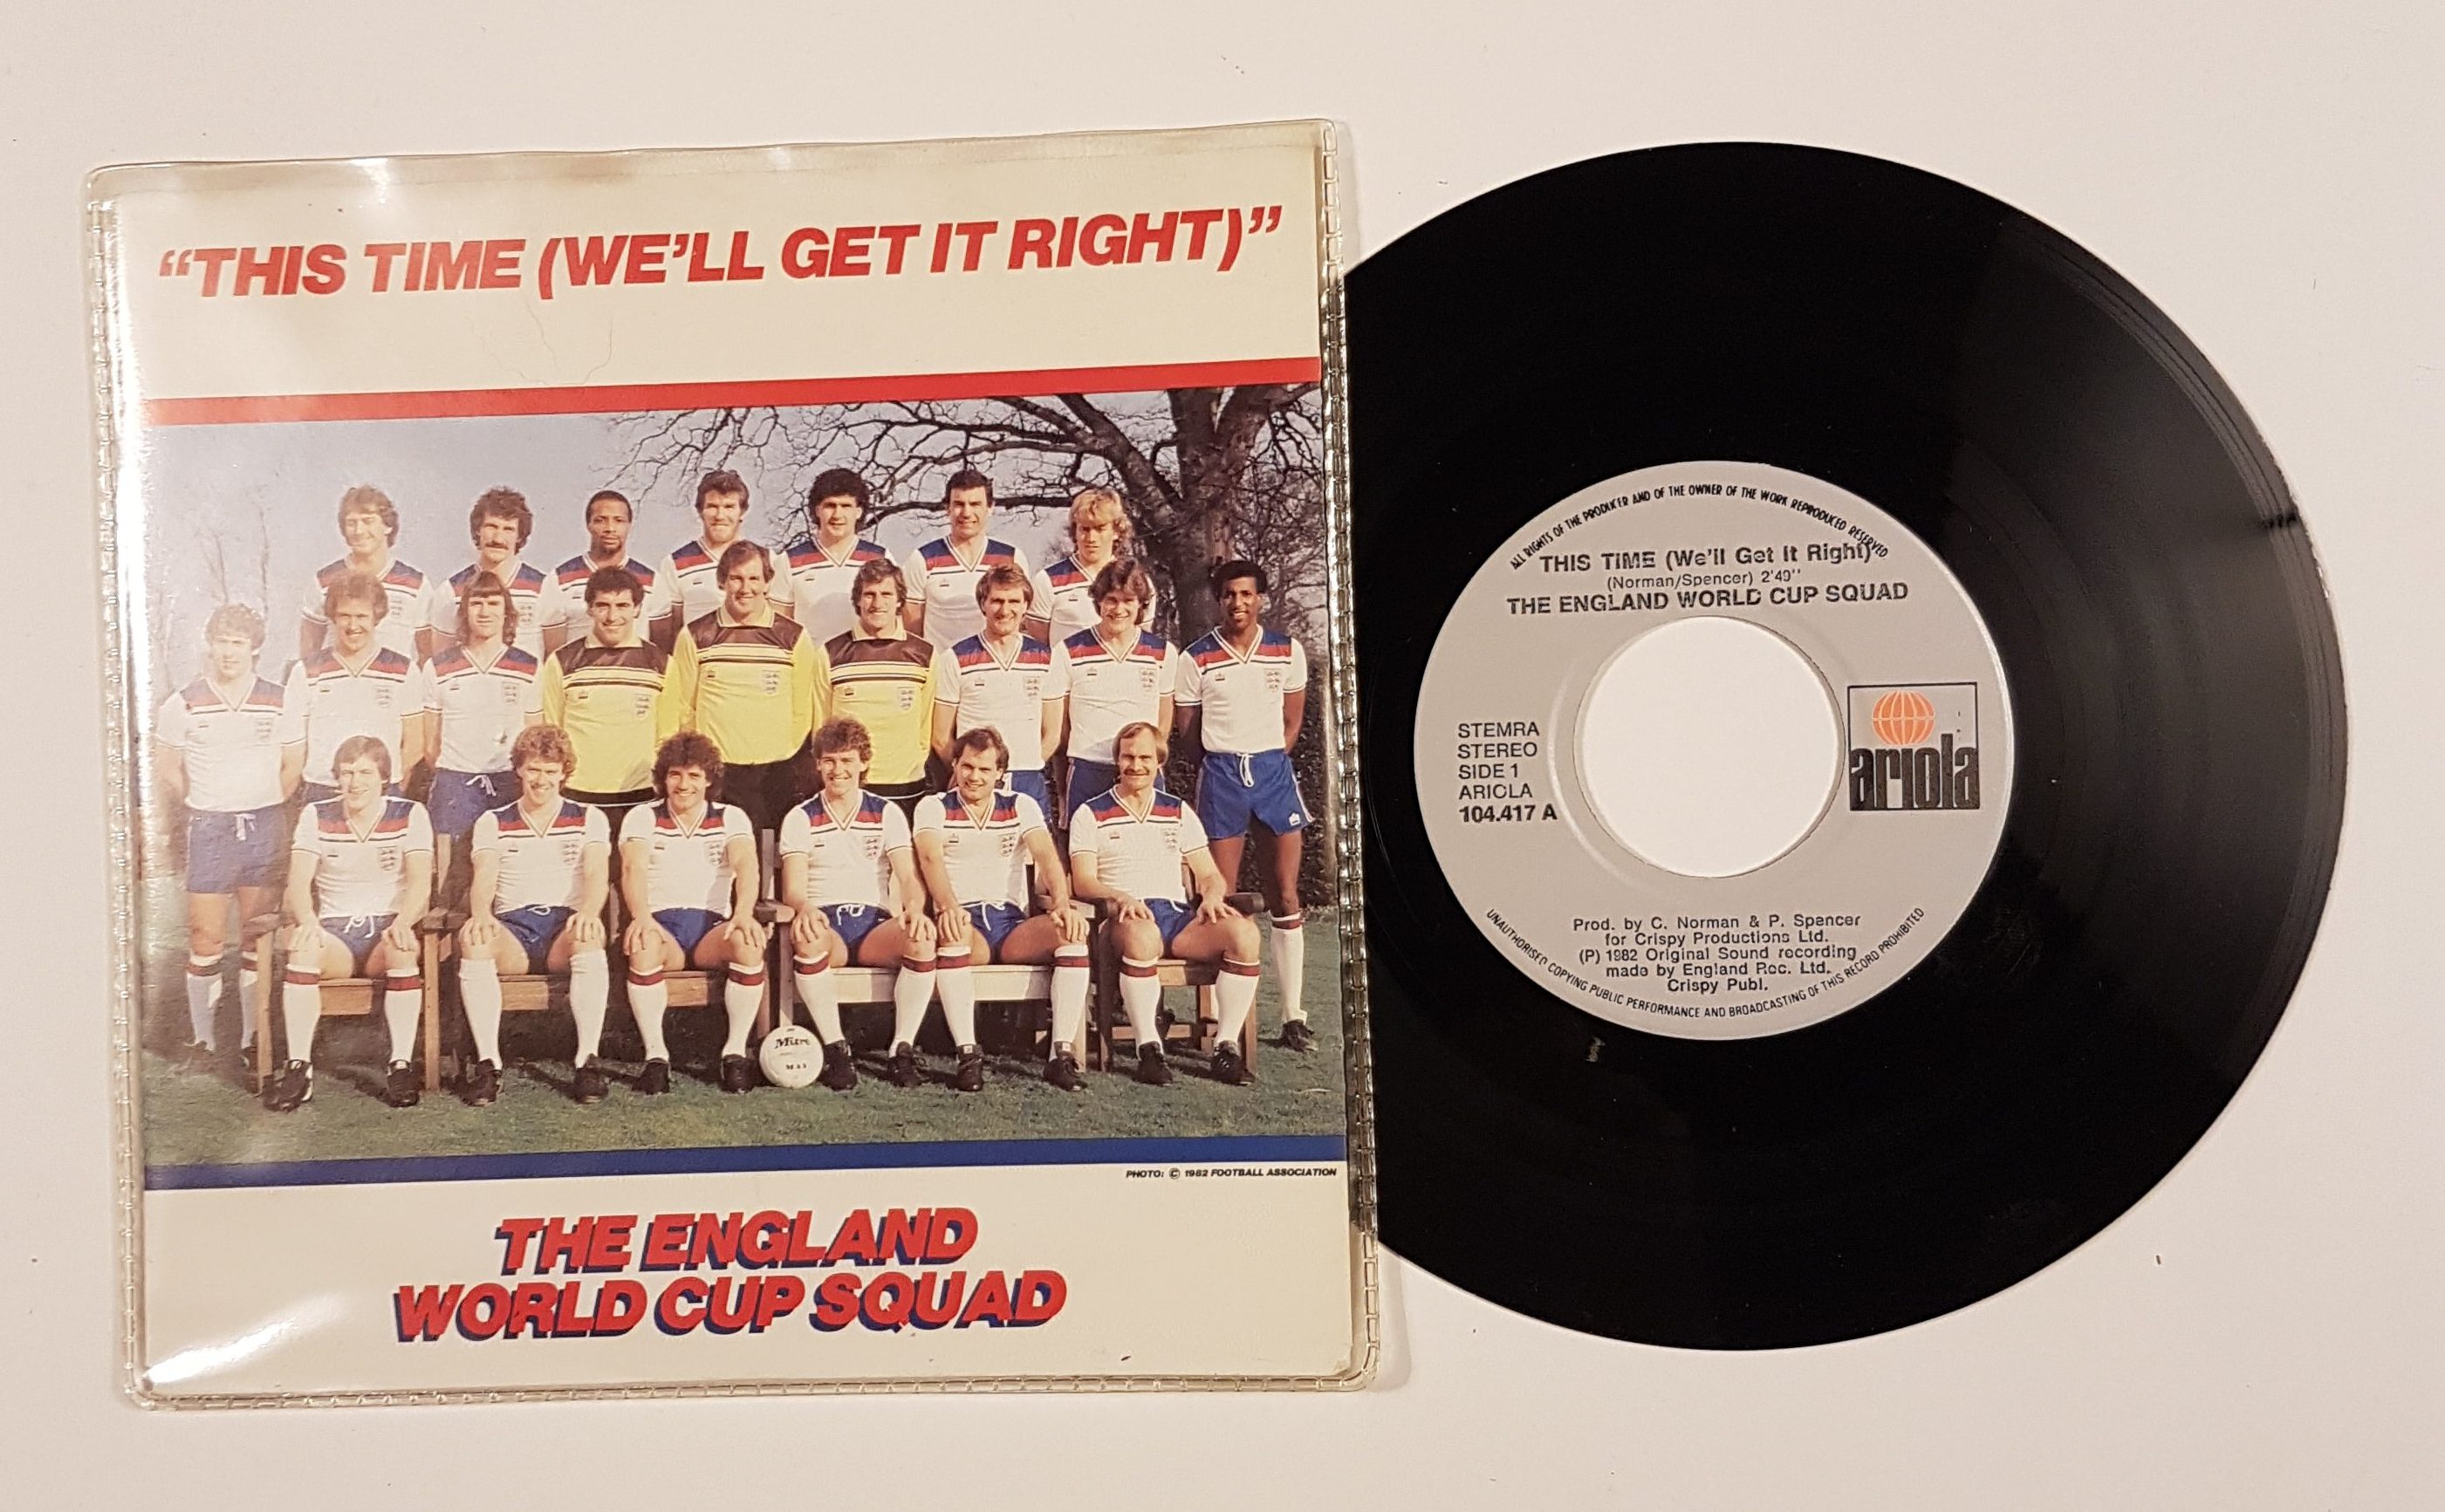 “THIS TIME (WE’LL GET IT RIGHT)”
Mitre
PHOTO: © 1982 FOOTBALL ASSOCIATION
THE ENGLAND
WORLD CUP SQUAD
ALL RIGHTS OF THE PRODUCER AND OF THE OWNER OF THE WORK REPRODUCED RESERVED
THIS TIME (We'll Get It Right)
(Norman/Spencer) 2'49''
THE ENGLAND WORLD CUP SQUAD
STEMRA
STEREO
SIDE 1
ARIOLA
104.417 A
ariola
Prod. by C. Norman & P. Spencer
for Crispy Productions Ltd.
(P) 1982 Original Sound recording
made by England Rec. Ltd.
Crispy Publ.
UNAUTHORISED COPYING PUBLIC PERFORMANCE AND BROADCASTING OF THIS RECORD PROHIBITED